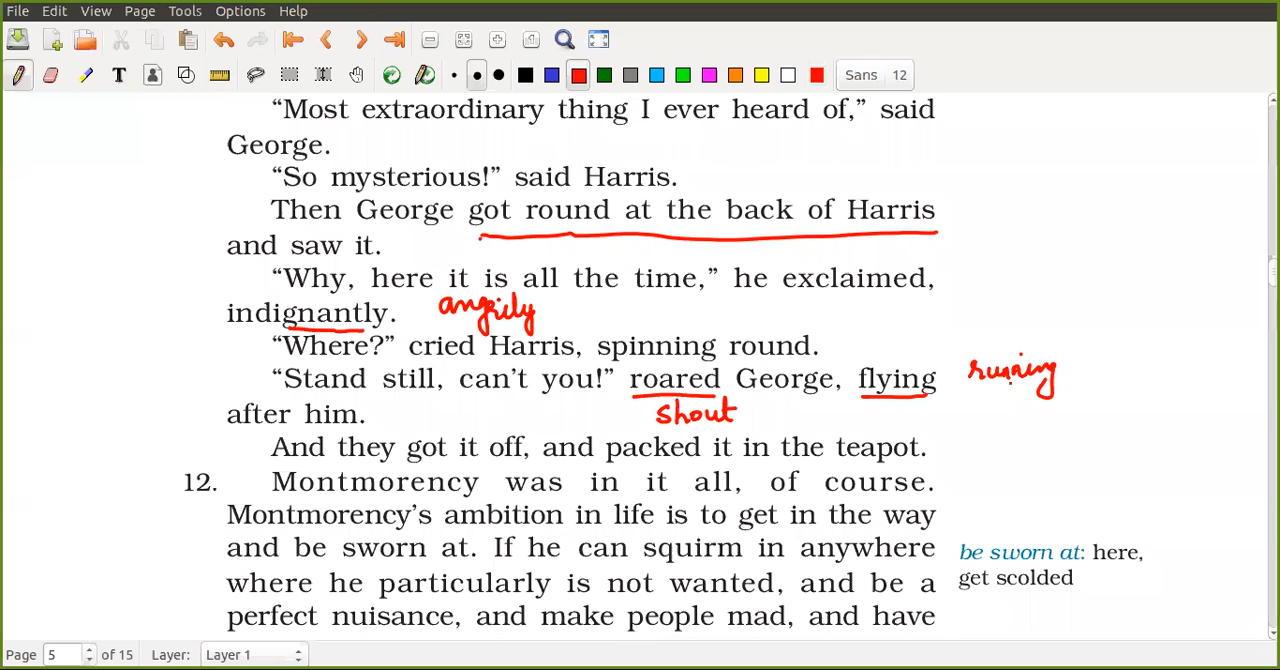 File Edit View Page Tools Options Help
T
Sans 12
“Most extraordinary thing I ever heard of,” said
George.
“So mysterious!” said Harris.
Then George got round at the back of Harris
and saw it.
“Why, here it is all the time,” he exclaimed,
indignantly. angrily
“Where?” cried Harris, spinning round.
“Stand still, can’t you!” roared George, flying running
after him. shout
And they got it off, and packed it in the teapot.
12. Montmorency was in it all, of course.
Montmorency’s ambition in life is to get in the way
and be sworn at. If he can squirm in anywhere
where he particularly is not wanted, and be a
perfect nuisance, and make people mad, and have
be sworn at: here,
get scolded
Page 5 of 15 Layer: Layer 1